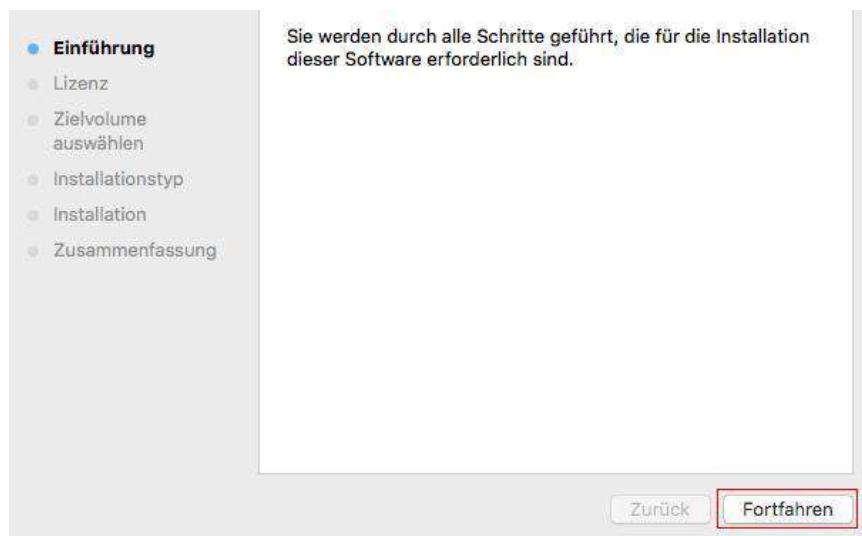 Einführung
Lizenz
Zielvolume
auswählen
Installationstyp
Installation
Zusammenfassung
Sie werden durch alle Schritte geführt, die für die Installation
dieser Software erforderlich sind.
Zurück
Fortfahren